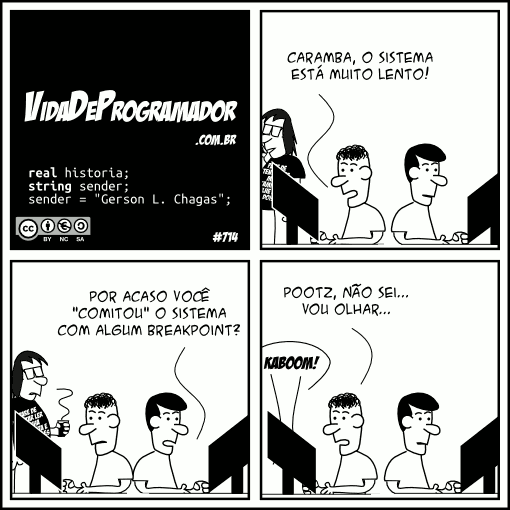 VIDADEPROGRAMADOR
.COM.BR
real historia;
string sender;
sender = "Gerson L. Chagas";
cc
BY NC SA
#714
CARAMBA, O SISTEMA
ESTÁ MUITO LENTO!
POR ACASO VOCÊ
"COMITOU" O SISTEMA
COM ALGUM BREAKPOINT?
POOTZ, NÃO SEI...
VOU OLHAR...
KABOOM!